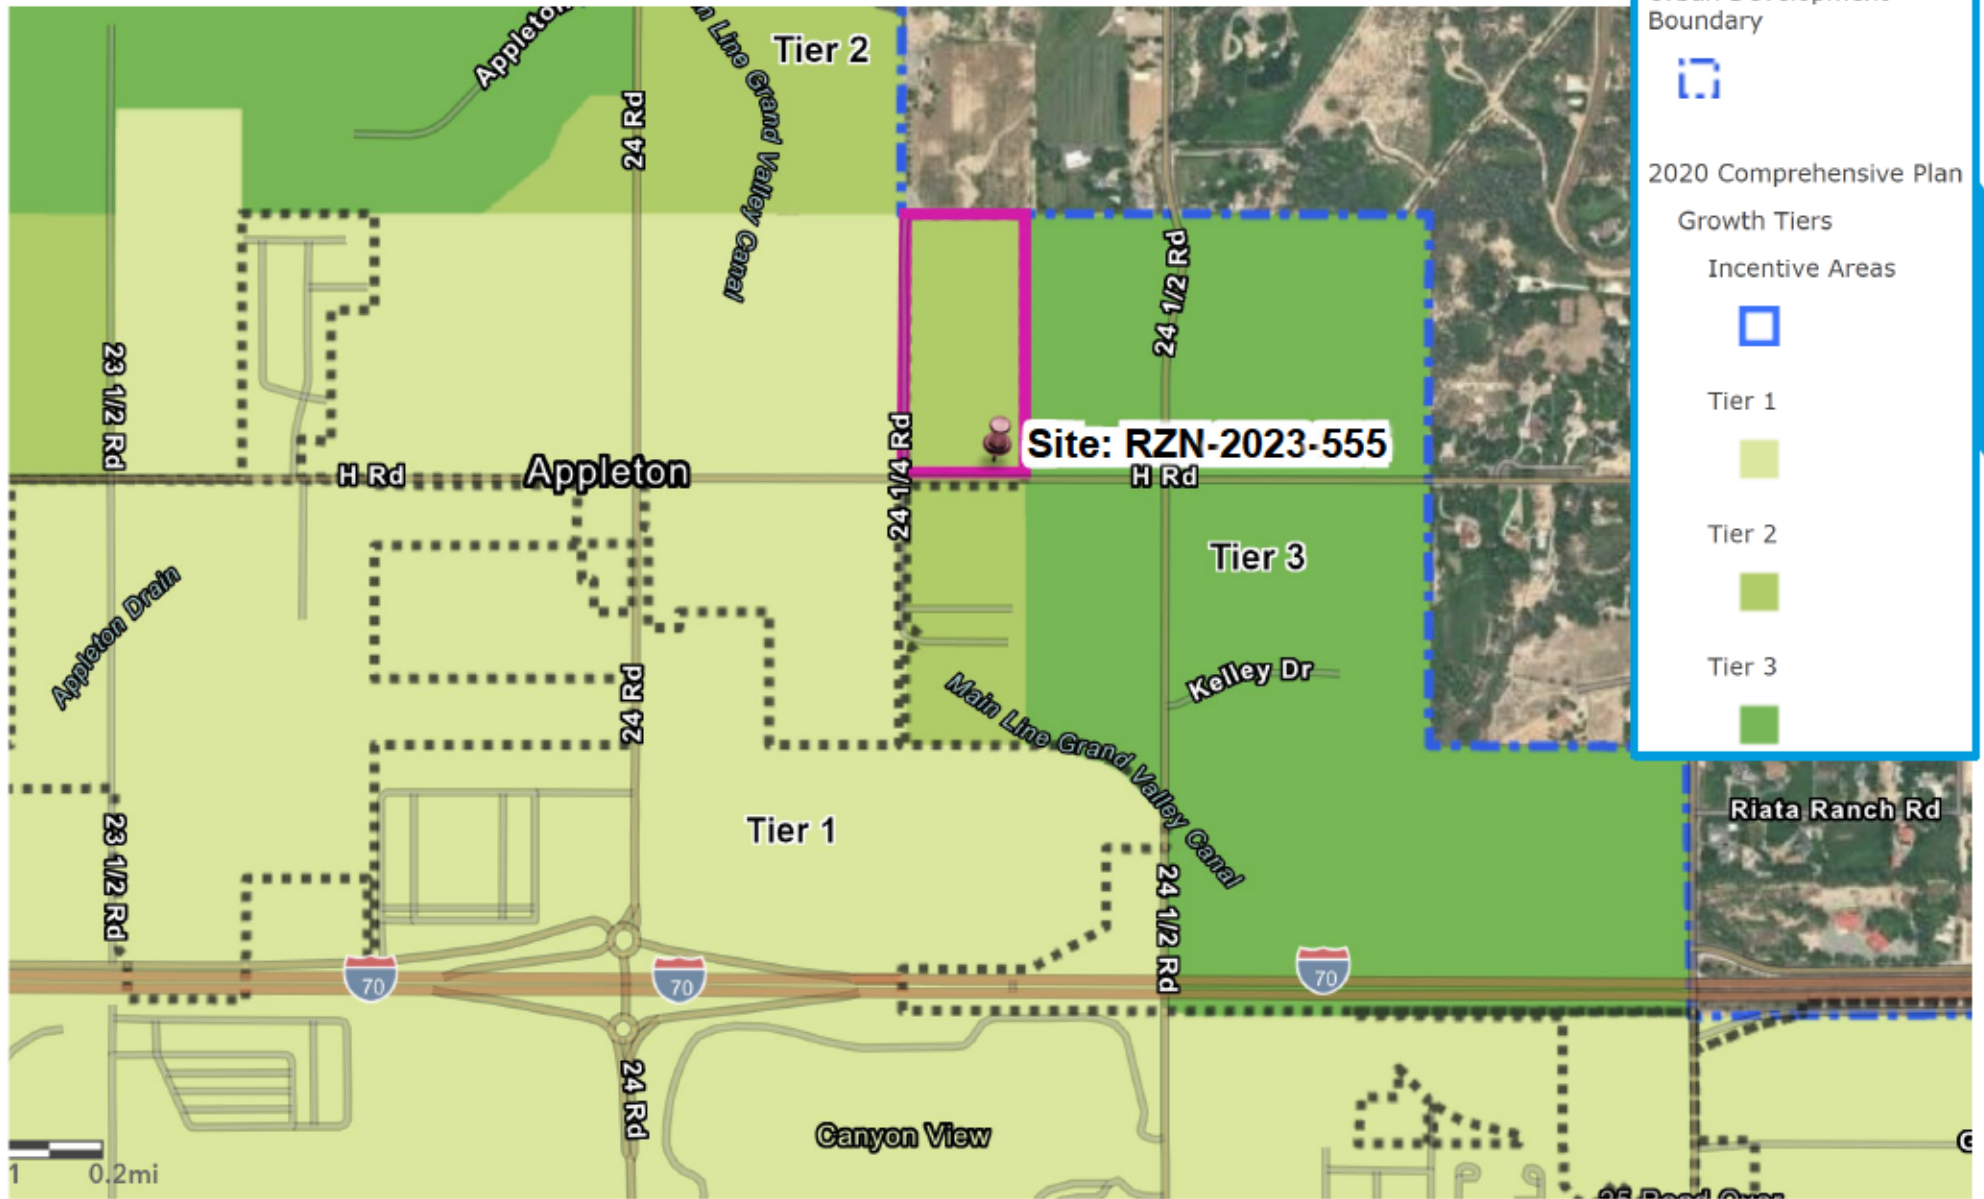 Urban Development
Boundary
2020 Comprehensive Plan
Growth Tiers
Incentive Areas
Tier 1
Tier 2
Tier 3
Appleton
Line Grand Valley Canal
Tier 2
24 Rd
24 1/2 Rd
23 1/2 Rd
24 1/4 Rd
Site: RZN-2023-555
H Rd
Appleton
H Rd
Tier 3
Appleton Drain
24 Rd
Kelley Dr
Main Line Grand Valley Canal
Tier 1
Riata Ranch Rd
23 1/2 Rd
24 1/2 Rd
70
70
70
24 Rd
Canyon View
1
0.2mi